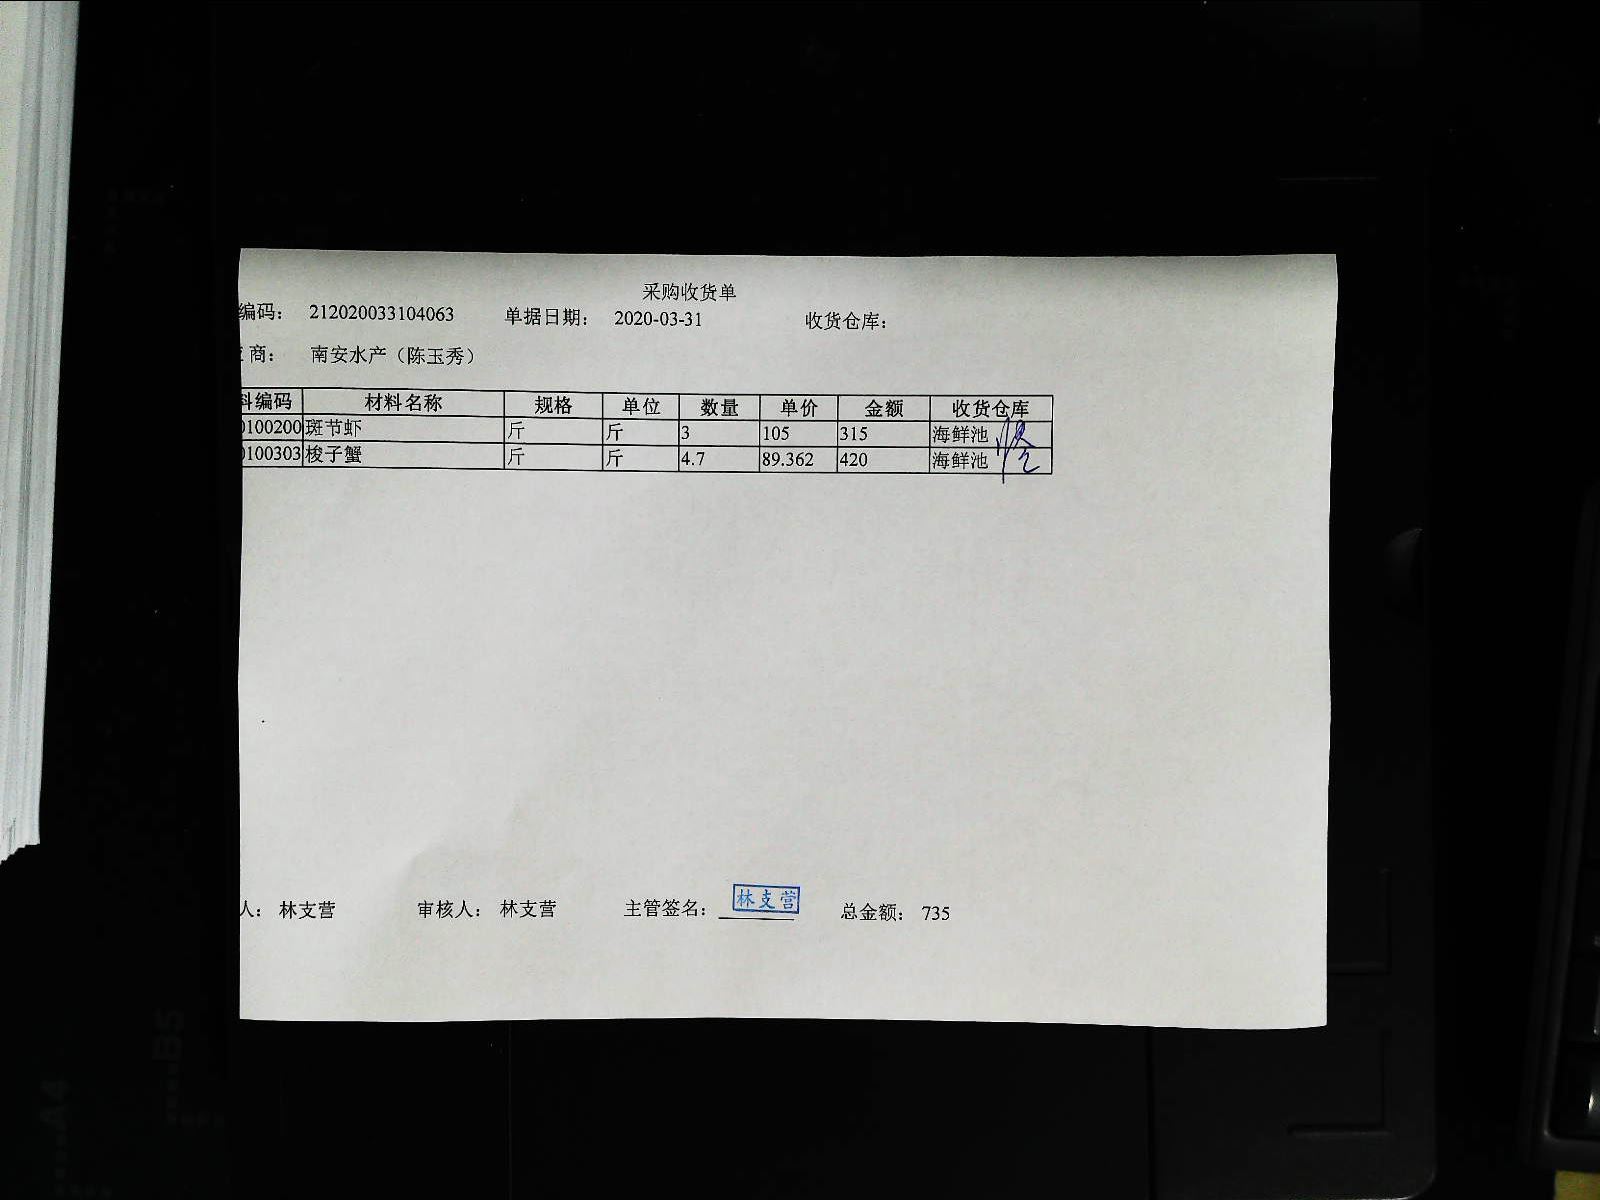 采购收货单
编码： 212020033104063 单据日期： 2020-03-31 收货仓库：
商： 南安水产（陈玉秀）
料编码 材料名称 规格 单位 数量 单价 金额 收货仓库
0100200 斑节虾 斤 斤 3 105 315 海鲜池
0100303 梭子蟹 斤 斤 4.7 89.362 420 海鲜池
人： 林支营 审核人： 林支营 主管签名： 林支营 总金额： 735
B5
A4